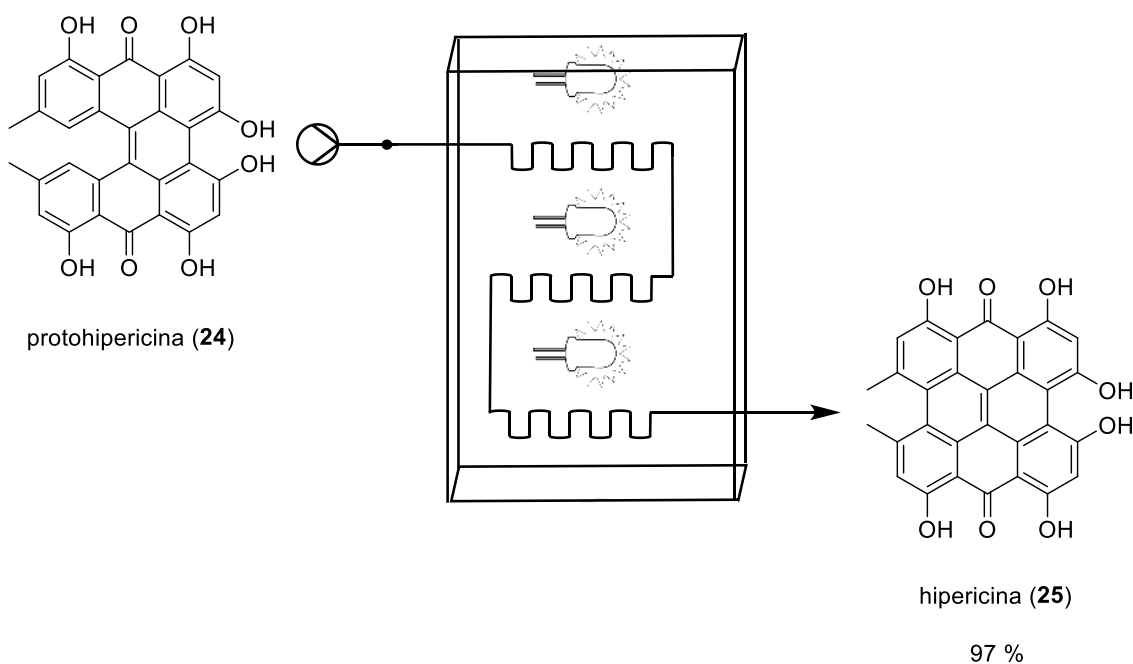 OH O OH
OH
OH
OH O OH
protohipericina (24)
OH O OH
OH
OH
OH O OH
hipericina (25)
97 %